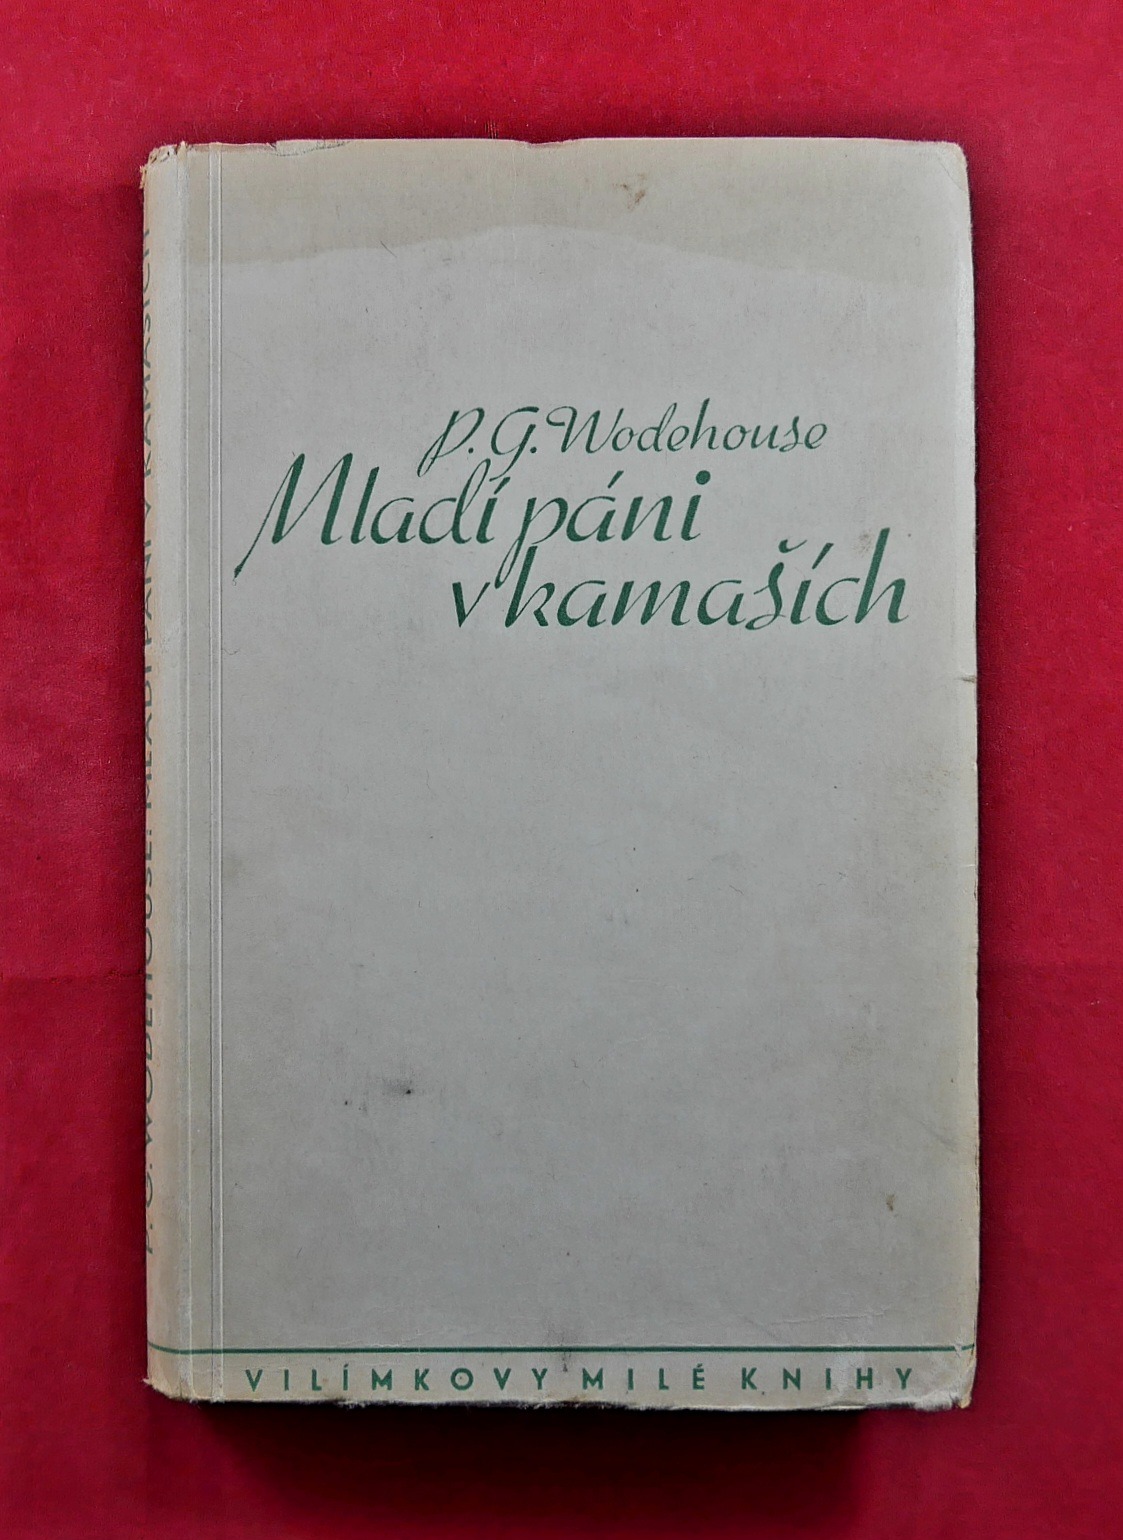 P. G. Wodehouse
Mladí páni
v kamaších
VILÍMKOVY MILÉ KNIHY
P. G. WODEHOUSE: MLADÍ PÁNI V KAMAŠÍCH